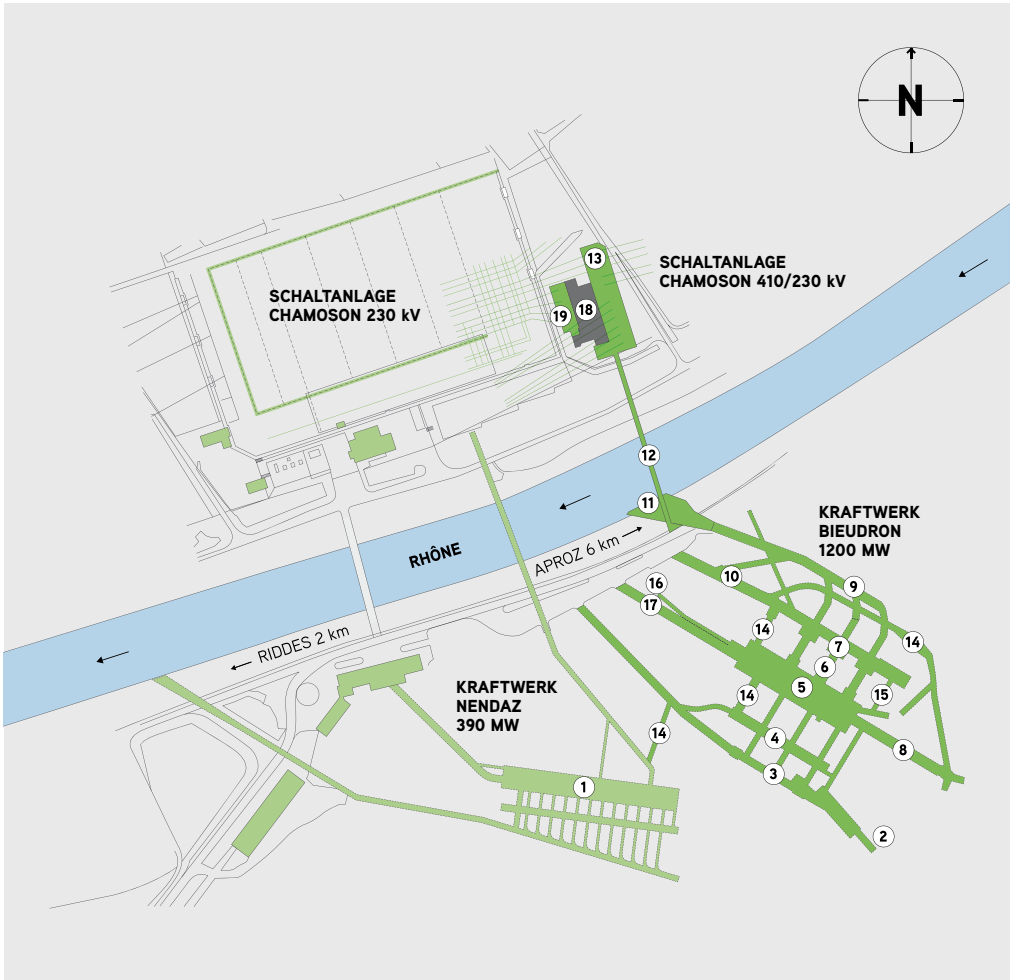 N
13
SCHALTANLAGE
CHAMOSON 410/230 kV
SCHALTANLAGE
CHAMOSON 230 kV
18
19
12
11
KRAFTWERK
BIEUDRON
1200 MW
RHÔNE
APROZ 6 km
10
16
9
17
14
14
7
6
RIDDES 2 km
5
15
14
KRAFTWERK
NENDAZ
390 MW
14
4
8
3
1
2